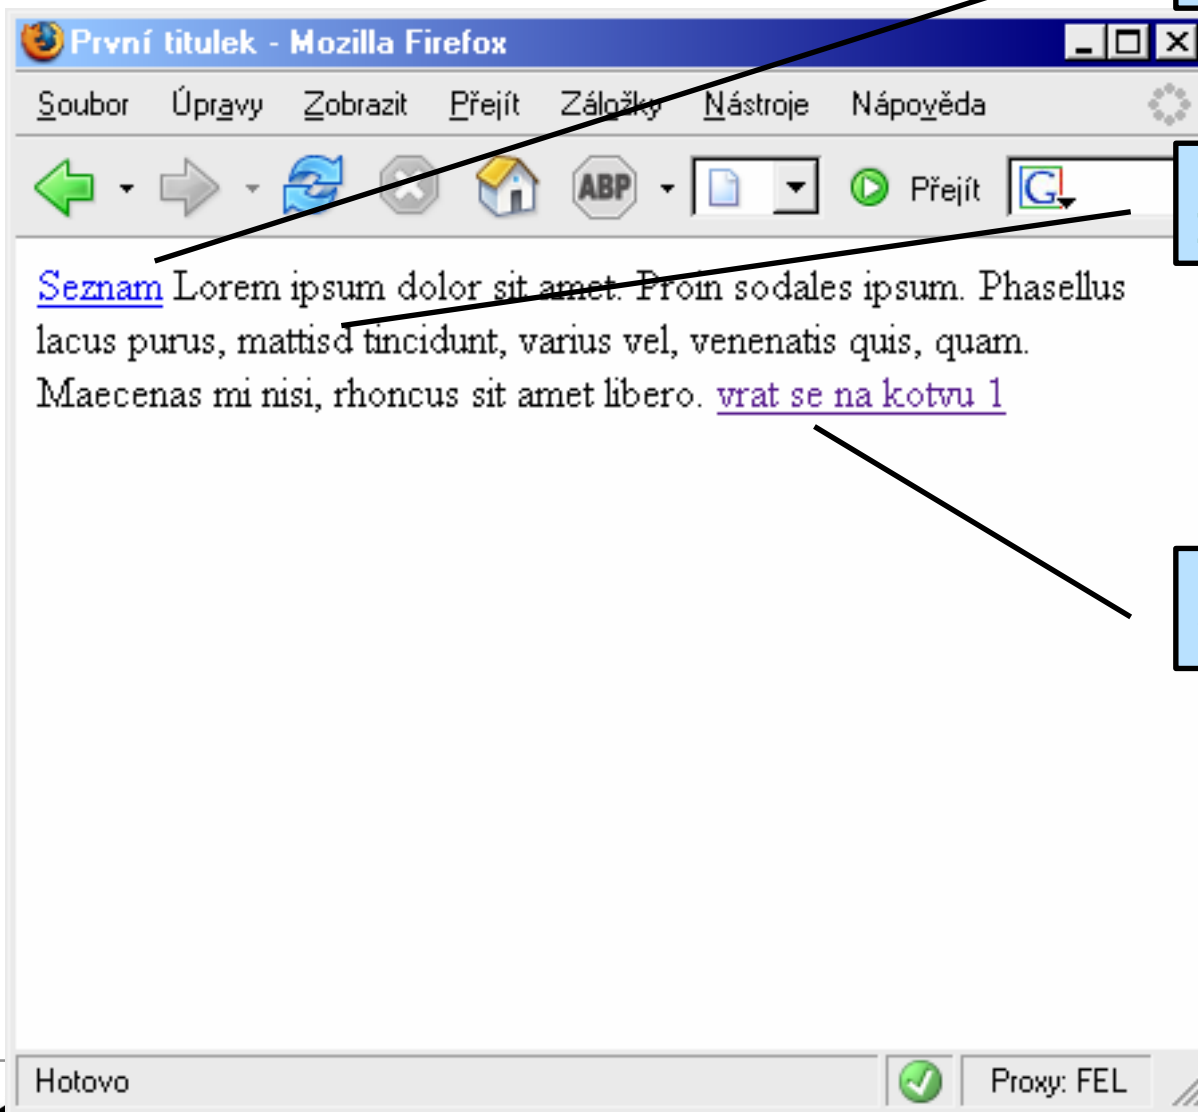 První titulek - Mozilla Firefox
Soubor Úpravy Zobrazit Přejít Záložky Nástroje Nápověda
ABP Přejít G
Seznam Lorem ipsum dolor sit amet. Proin sodales ipsum. Phasellus
lacus purus, mattisd tincidunt, varius vel, venenatis quis, quam.
Maecenas mi nisi, rhoncus sit amet libero. vrat se na kotvu 1
Hotovo Proxy: FEL